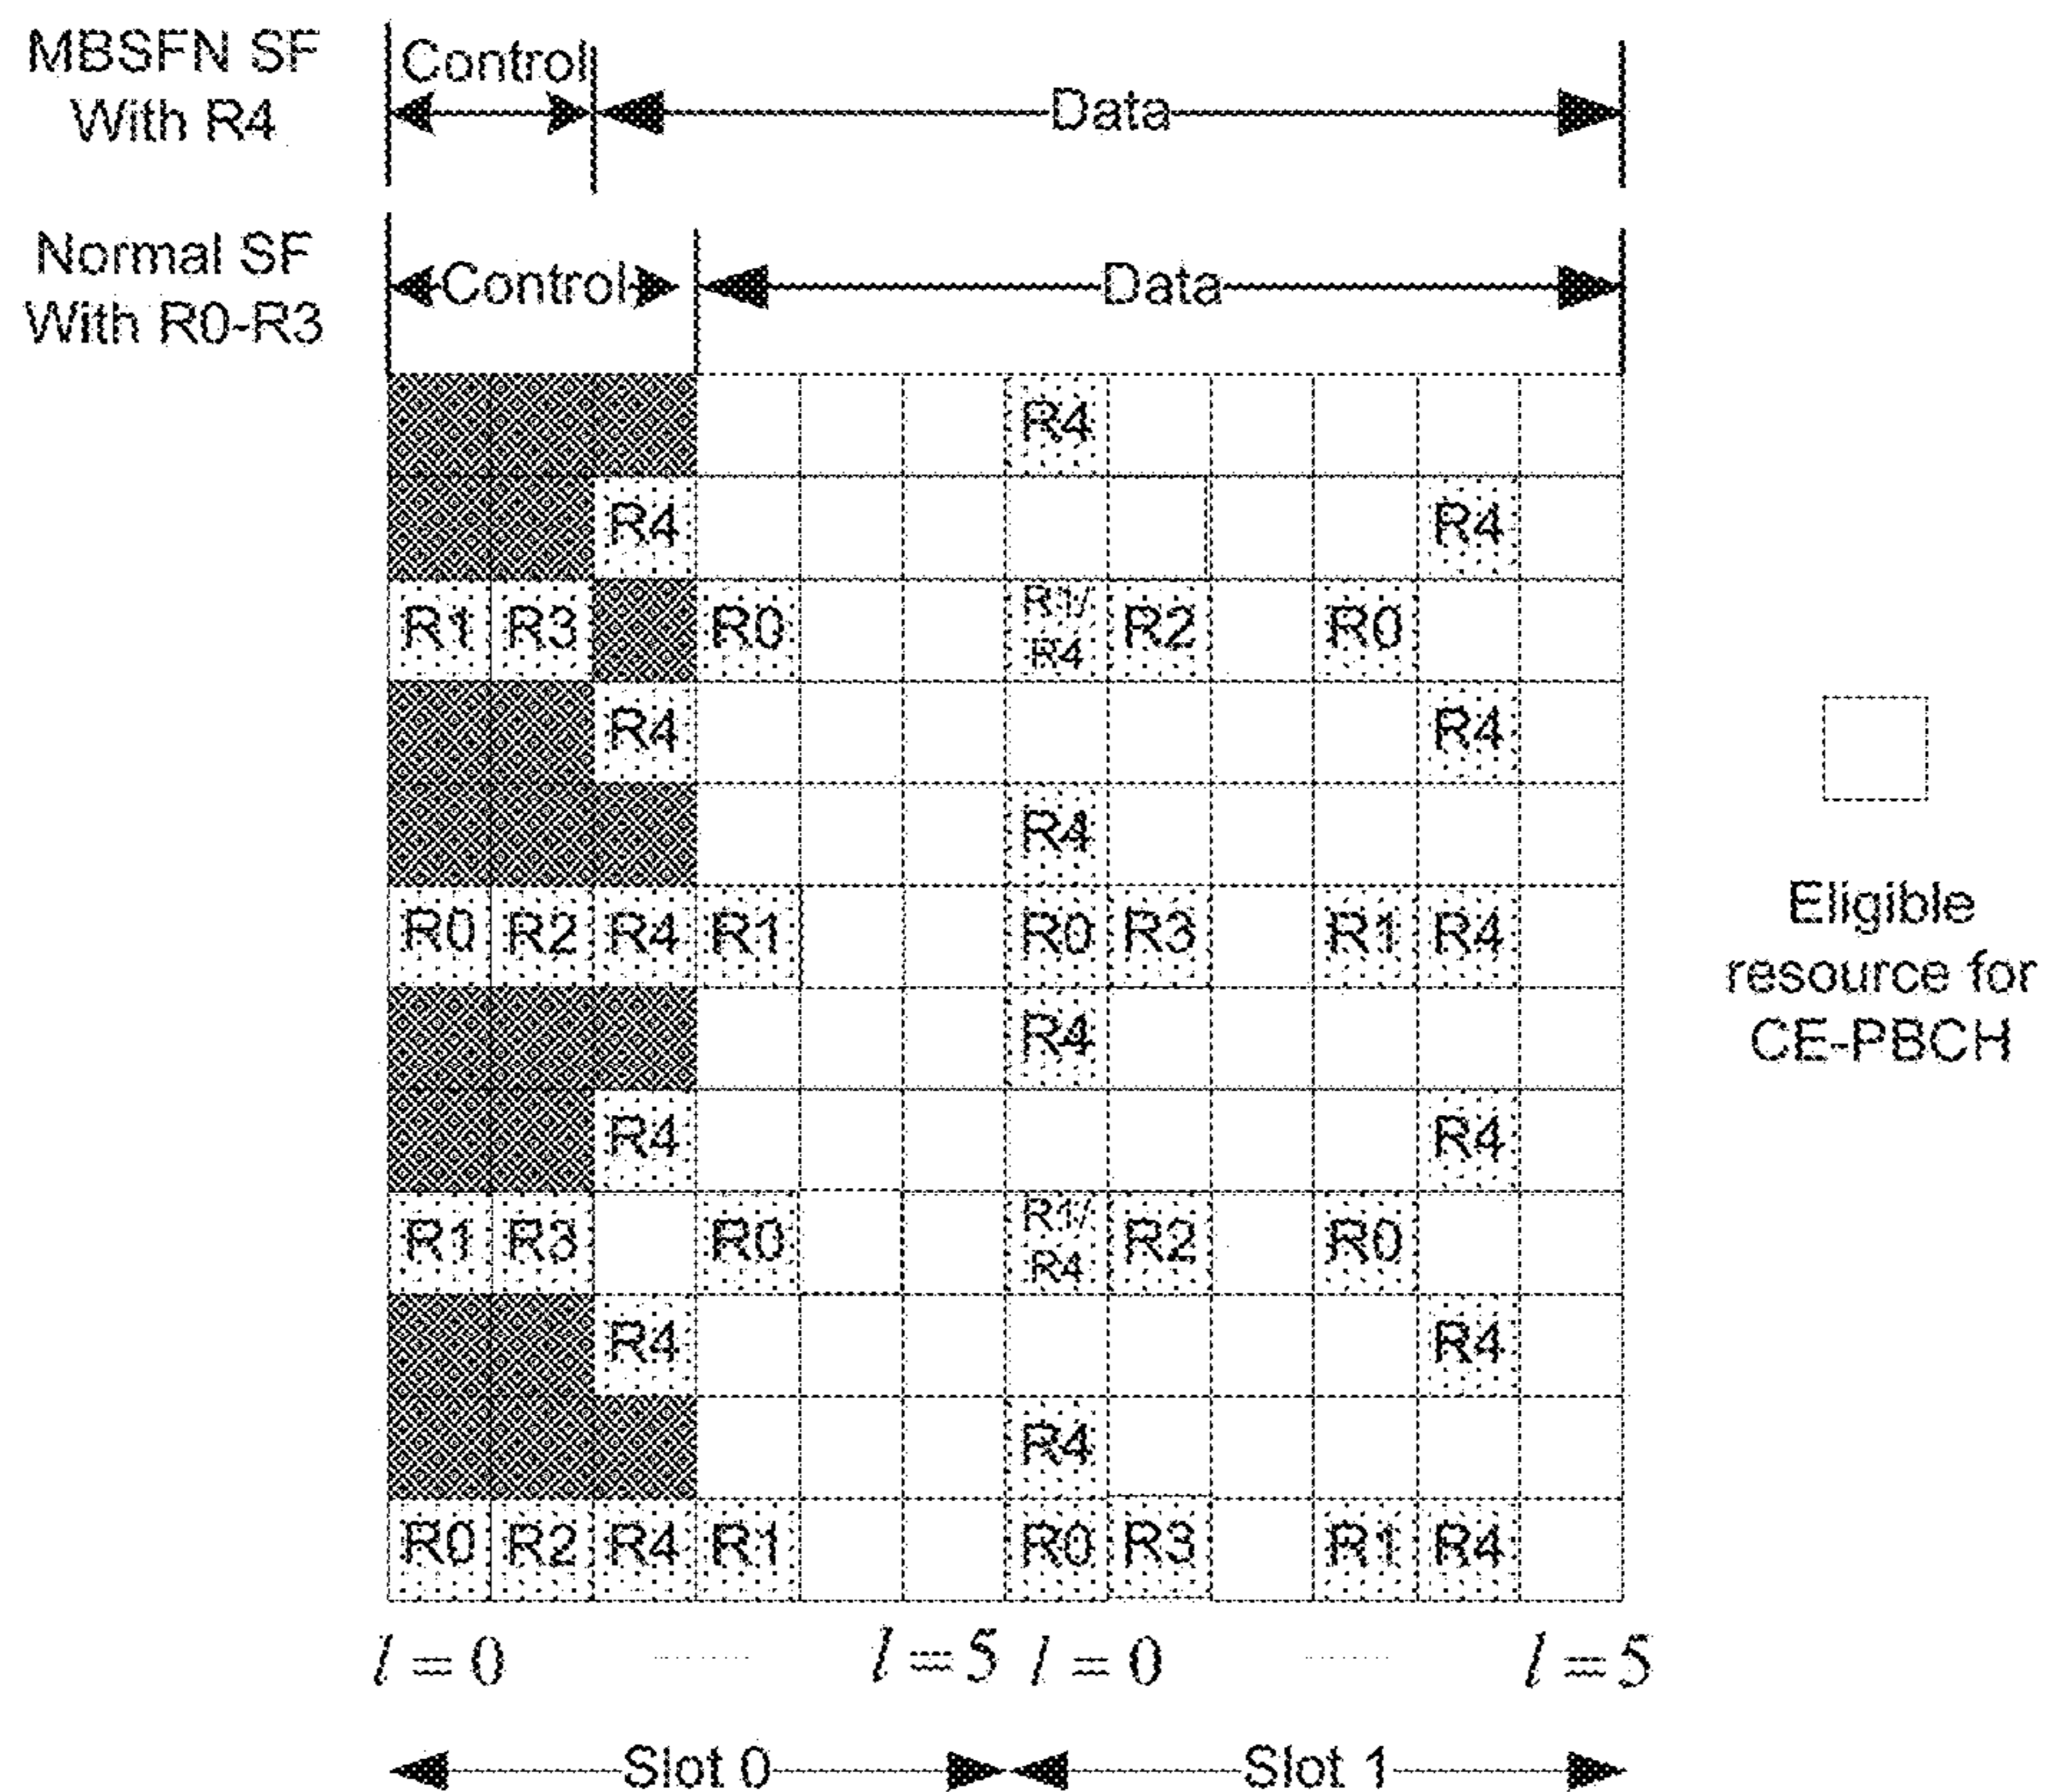 MBSFN SF
With R4
Control
Data
Normal SF
With R0-R3
Control
Data
R4
R4 R4
R1 R3 R0 R1/ R4 R2 R0
R4 R4
R4
R0 R2 R4 R1 R0 R3 R1 R4
R4
R4 R4
R1 R3 R0 R1/ R4 R2 R0
R4 R4
R4
R0 R2 R4 R1 R0 R3 R1 R4
Eligible
resource for
CE-PBCH
l = 0 l = 5 l = 0 l = 5
Slot 0 Slot 1